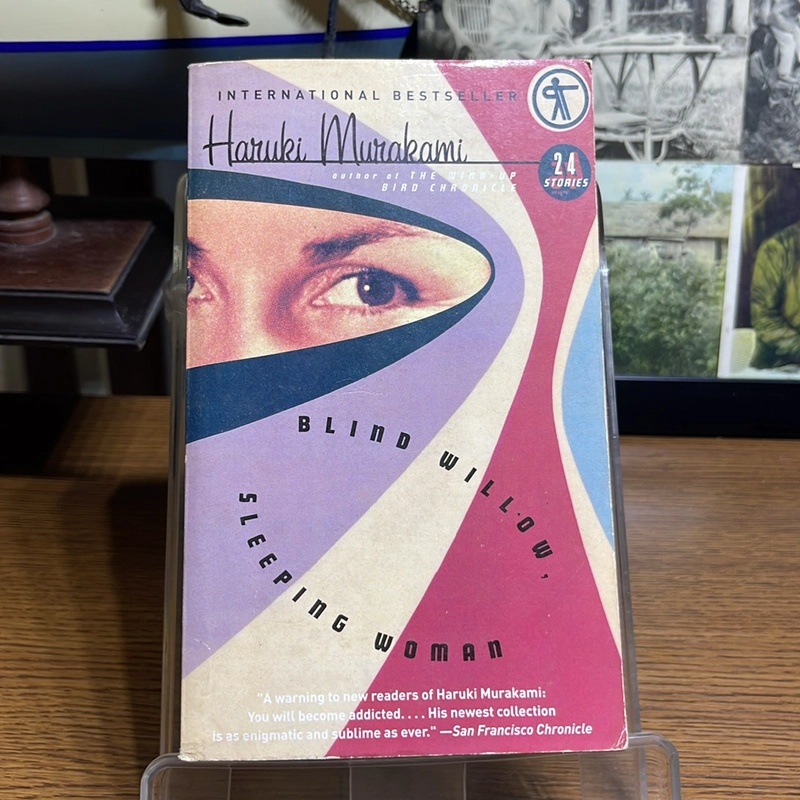 INTERNATIONAL BESTSELLER
Haruki Murakami
author of THE WIND-UP
BIRD CHRONICLE
24
STORIES
BLIND WILLOW,
SLEEPING WOMAN
"A warning to new readers of Haruki Murakami:
You will become addicted. . . . His newest collection
is as enigmatic and sublime as ever." —San Francisco Chronicle